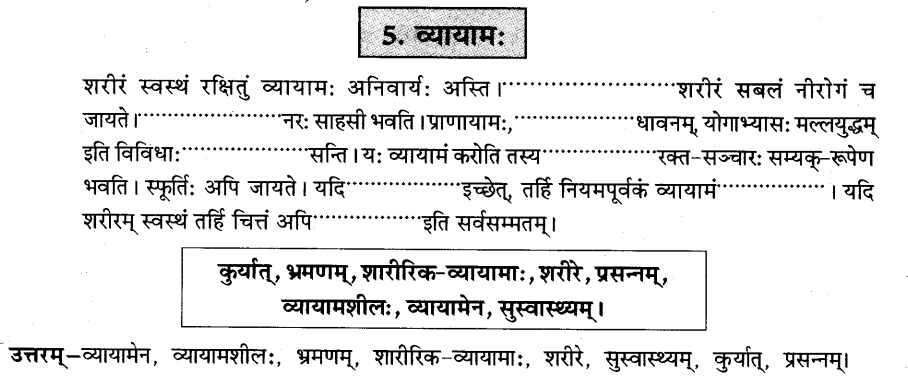 5. व्यायामः
शरीरं स्वस्थं रक्षितुं व्यायामः अनिवार्यः अस्ति।........................शरीरं सबलं नीरोगं च
जायते।....................नरः साहसी भवति। प्राणायामः,..................धावनम्, योगाभ्यासः मल्लयुद्धम्
इति विविधाः..................सन्ति। यः व्यायामं करोति तस्य................रक्त-सञ्चारः सम्यक्-रूपेण
भवति। स्फूर्तिः अपि जायते। यदि....................इच्छेत्, तर्हि नियमपूर्वकं व्यायामं..................। यदि
शरीरम् स्वस्थं तर्हि चित्तं अपि..................इति सर्वसम्मतम्।
कुर्यात्, भ्रमणम्, शारीरिक-व्यायामाः, शरीरे, प्रसन्नम्,
व्यायामशीलः, व्यायामेन, सुस्वास्थ्यम्।
उत्तरम्–व्यायामेन, व्यायामशीलः, भ्रमणम्, शारीरिक-व्यायामाः, शरीरे, सुस्वास्थ्यम्, कुर्यात्, प्रसन्नम्।